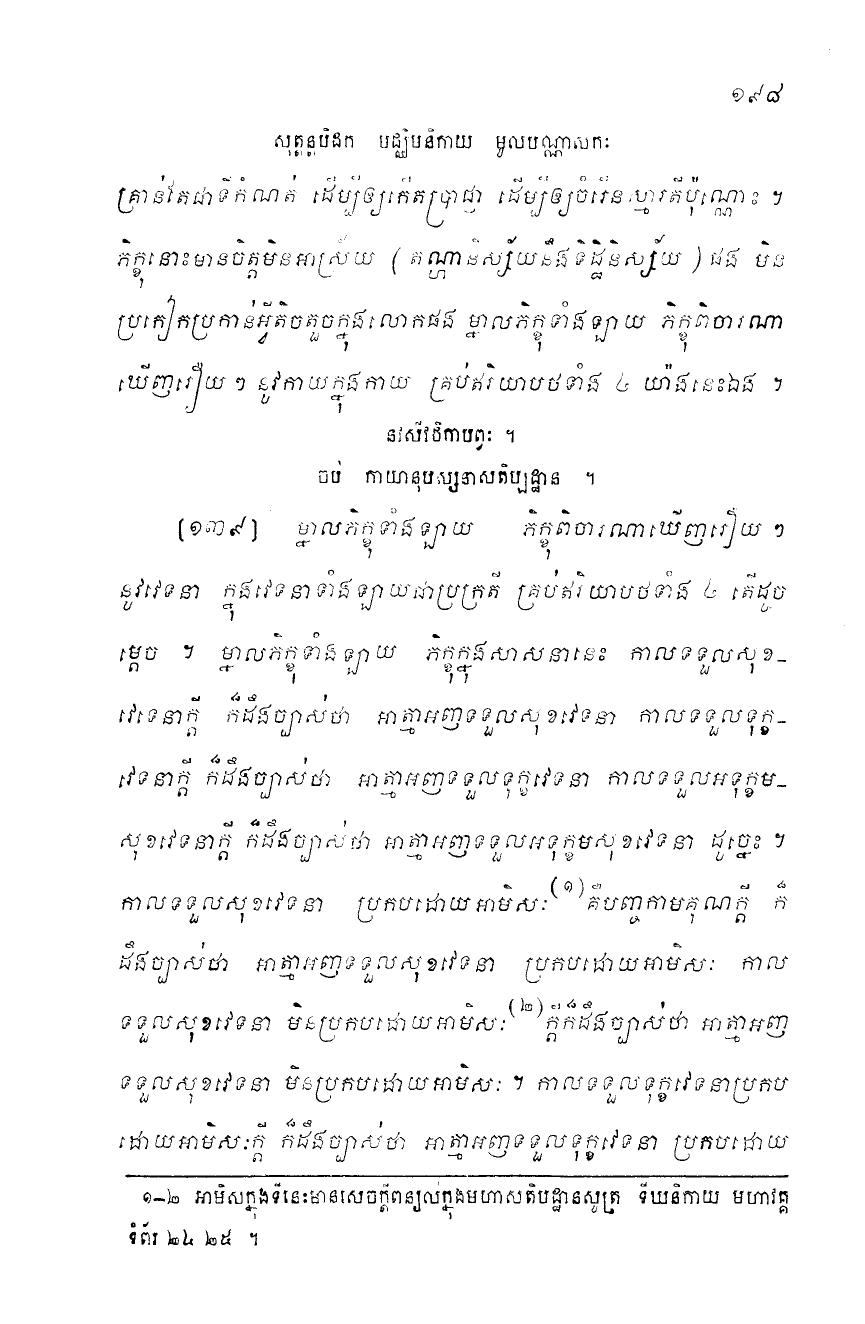 ១៩៨
សុត្តន្តបិដក មជ្ឈិមនិកាយ មូលបណ្ណាសកៈ
គ្រាន់តែជាទីកំណត់ ដើម្បីឲ្យកើតប្រាជ្ញា ដើម្បីឲ្យចំរើនស្មារតីប៉ុណ្ណោះ ។
ភិក្ខុនោះមានចិត្តមិនអាស្រ័យ (តណ្ហានិស្ស័យនឹងទិដ្ឋិនិស្ស័យ) ផង មិន
ប្រកៀកប្រកាន់អ្វីតិចតួចក្នុងលោកផង ម្នាលភិក្ខុទាំងឡាយ ភិក្ខុពិចារណា
ឃើញរឿយ ៗ នូវកាយក្នុងកាយ គ្រប់ឥរិយាបថទាំង ៤ យ៉ាងនេះឯង ។
នវសីវថិកាបព្វៈ ។
ចប់ កាយានុបស្សនាសតិប្បដ្ឋាន ។
[១៣៩] ម្នាលភិក្ខុទាំងឡាយ ភិក្ខុពិចារណាឃើញរឿយ ៗ
នូវវេទនា ក្នុងវេទនាទាំងឡាយជាប្រក្រតី គ្រប់ឥរិយាបថទាំង ៤ តើដូច
ម្តេច ។ ម្នាលភិក្ខុទាំងឡាយ ភិក្ខុក្នុងសាសនានេះ កាលទទួលសុខ-
វេទនាក្តី ក៏ដឹងច្បាស់ថា អាត្មាអញទទួលសុខវេទនា កាលទទួលទុក្ខ-
វេទនាក្តី ក៏ដឹងច្បាស់ថា អាត្មាអញទទួលទុក្ខវេទនា កាលទទួលអទុក្ខម-
សុខវេទនាក្តី ក៏ដឹងច្បាស់ថា អាត្មាអញទទួលអទុក្ខមសុខវេទនា ដូច្នេះ ។
កាលទទួលសុខវេទនា ប្រកបដោយអាមិសៈ(១)គឺបញ្ចកាមគុណក្តី ក៏
ដឹងច្បាស់ថា អាត្មាអញទទួលសុខវេទនា ប្រកបដោយអាមិសៈ កាល
ទទួលសុខវេទនា មិនប្រកបដោយអាមិសៈ(២)ក្តីក៏ដឹងច្បាស់ថា អាត្មាអញ
ទទួលសុខវេទនា មិនប្រកបដោយអាមិសៈ ។ កាលទទួលទុក្ខវេទនាប្រកប
ដោយអាមិសៈក្តី ក៏ដឹងច្បាស់ថា អាត្មាអញទទួលទុក្ខវេទនា ប្រកបដោយ
១-២ អាមិសក្នុងទីនេះមានសេចក្តីពន្យល់ក្នុងមហាសតិបដ្ឋានសូត្រ ទីឃនិកាយ មហាវគ្គ
ទំព័រ ២៤ ២៥ ។